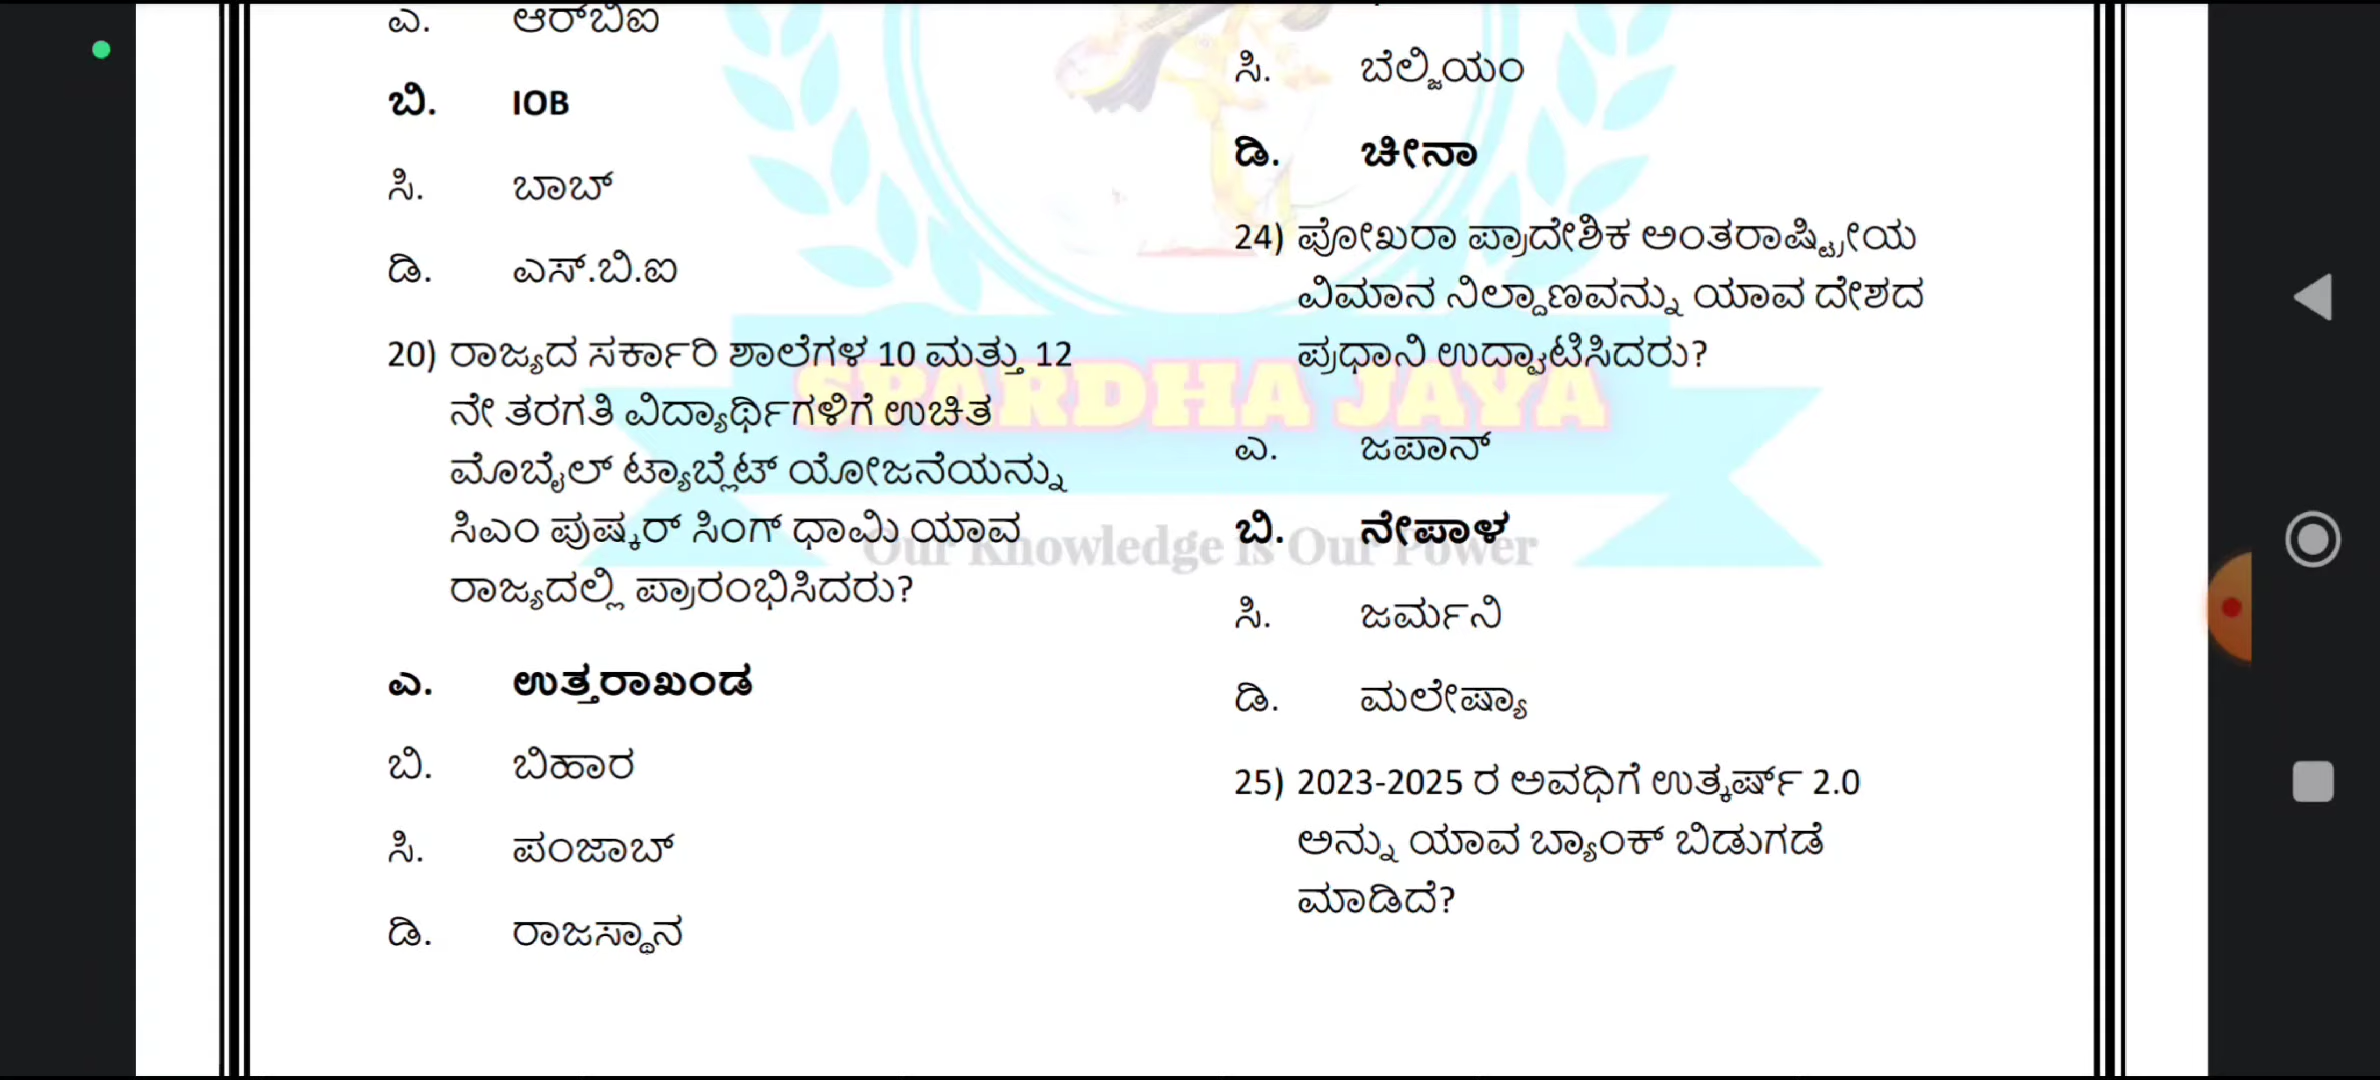 ಎ. ಆರ್‌ಬಿಐ
ಬಿ. IOB
ಸಿ. ಬಾಬ್
ಡಿ. ಎಸ್.ಬಿ.ಐ
20) ರಾಜ್ಯದ ಸರ್ಕಾರಿ ಶಾಲೆಗಳ 10 ಮತ್ತು 12
ನೇ ತರಗತಿ ವಿದ್ಯಾರ್ಥಿಗಳಿಗೆ ಉಚಿತ
ಮೊಬೈಲ್ ಟ್ಯಾಬ್ಲೆಟ್ ಯೋಜನೆಯನ್ನು
ಸಿಎಂ ಪುಷ್ಕರ್ ಸಿಂಗ್ ಧಾಮಿ ಯಾವ
ರಾಜ್ಯದಲ್ಲಿ ಪ್ರಾರಂಭಿಸಿದರು?
ಎ. ಉತ್ತರಾಖಂಡ
ಬಿ. ಬಿಹಾರ
ಸಿ. ಪಂಜಾಬ್
ಡಿ. ರಾಜಸ್ಥಾನ
ಸಿ. ಬೆಲ್ಜಿಯಂ
ಡಿ. ಚೀನಾ
24) ಪೋಖರಾ ಪ್ರಾದೇಶಿಕ ಅಂತರಾಷ್ಟ್ರೀಯ
ವಿಮಾನ ನಿಲ್ದಾಣವನ್ನು ಯಾವ ದೇಶದ
ಪ್ರಧಾನಿ ಉದ್ಘಾಟಿಸಿದರು?
ಎ. ಜಪಾನ್
ಬಿ. ನೇಪಾಳ
ಸಿ. ಜರ್ಮನಿ
ಡಿ. ಮಲೇಷ್ಯಾ
25) 2023-2025 ರ ಅವಧಿಗೆ ಉತ್ಕರ್ಷ್ 2.0
ಅನ್ನು ಯಾವ ಬ್ಯಾಂಕ್ ಬಿಡುಗಡೆ
ಮಾಡಿದೆ?
SPARDHA JAYA
Our Knowledge is Our Power